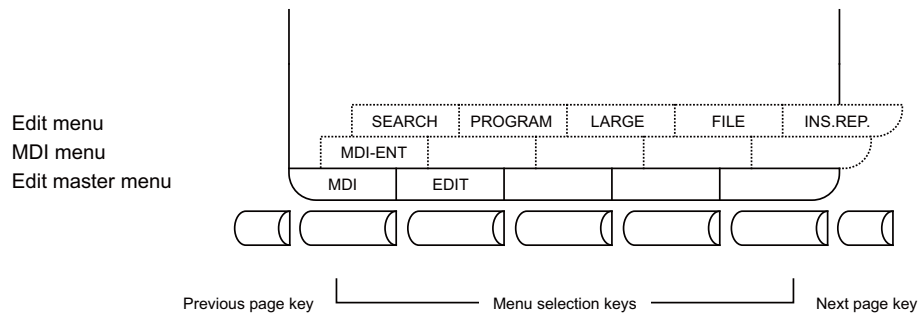 Edit menu
SEARCH PROGRAM LARGE FILE INS.REP.
MDI menu
MDI-ENT
Edit master menu
MDI EDIT
Previous page key Menu selection keys Next page key